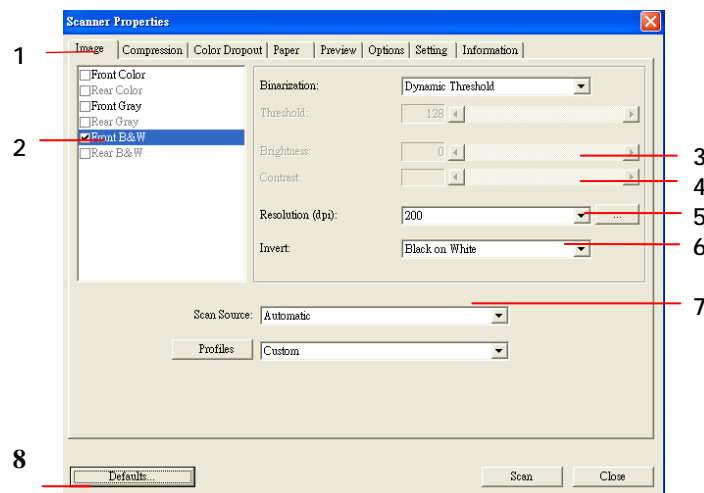 Scanner Properties
1 Image Compression Color Dropout Paper Preview Options Setting Information
Front Color
Rear Color
Front Gray
Rear Gray
2 Front B&W
Rear B&W
Binarization: Dynamic Threshold
Threshold: 128
Brightness: 0 3
Contrast: 4
Resolution (dpi): 200 ... 5
Invert: Black on White 6
7
Scan Source: Automatic
Profiles Custom
8
Defaults... Scan Close